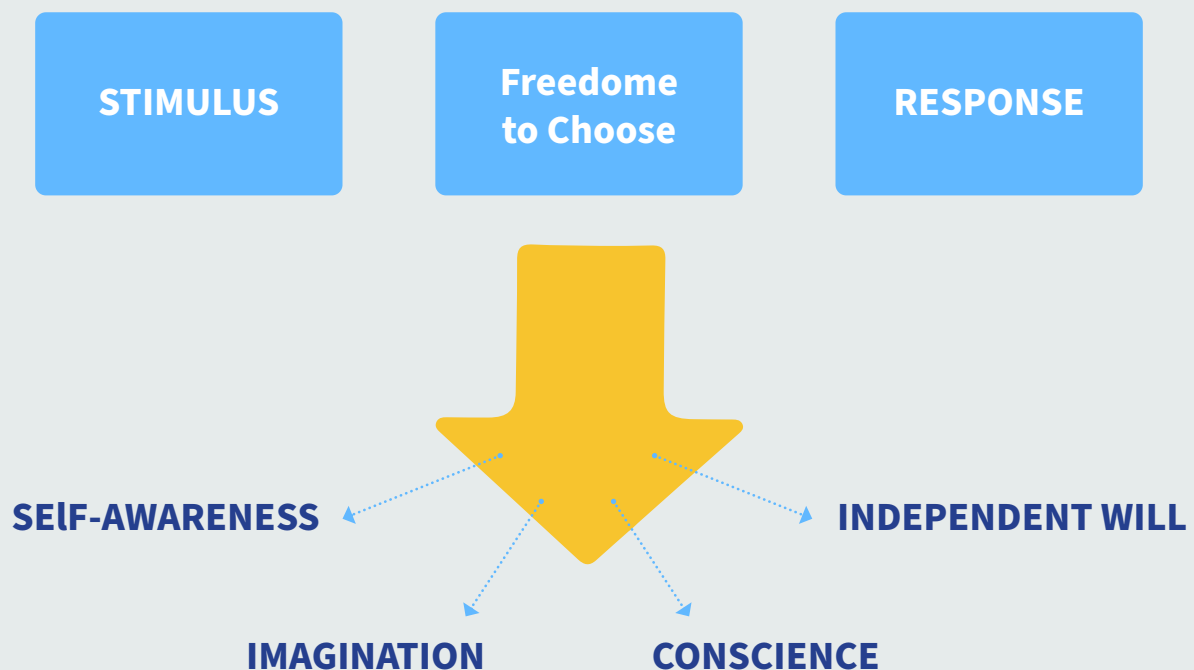 STIMULUS
Freedome
to Choose
RESPONSE
SElF-AWARENESS
INDEPENDENT WILL
IMAGINATION
CONSCIENCE